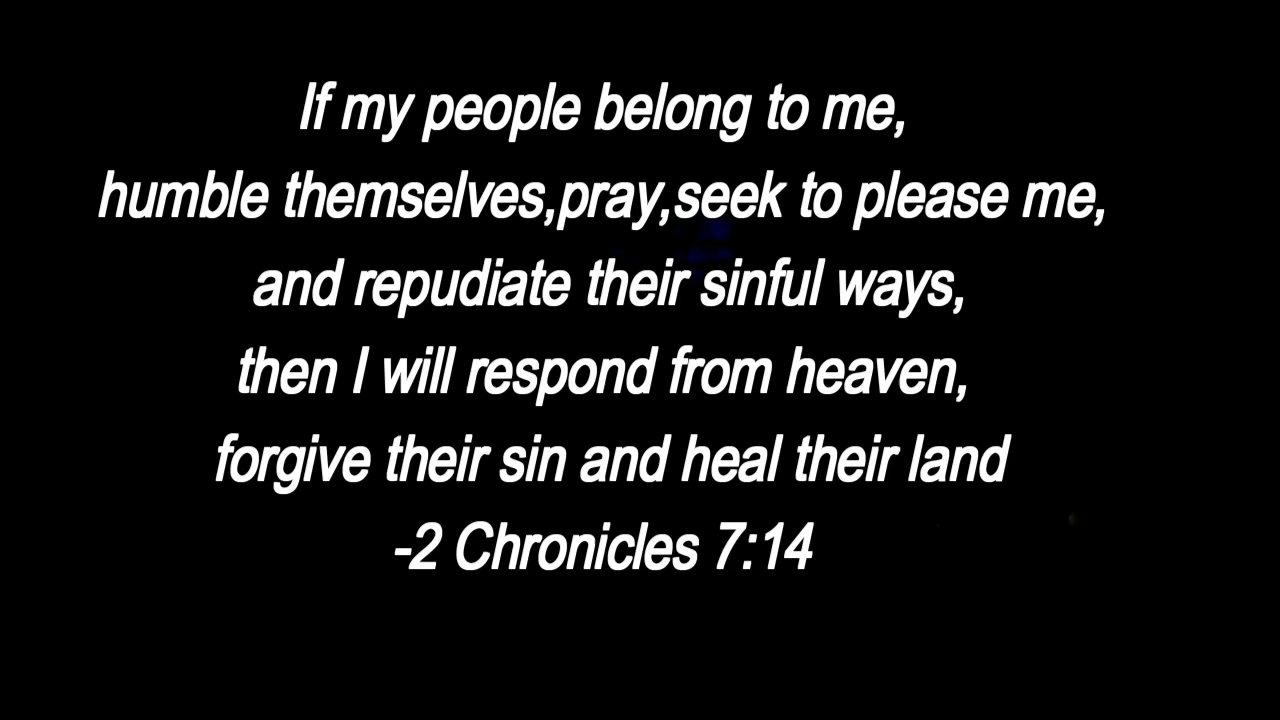 If my people belong to me,
humble themselves,pray,seek to please me,
and repudiate their sinful ways,
then I will respond from heaven,
forgive their sin and heal their land
-2 Chronicles 7:14